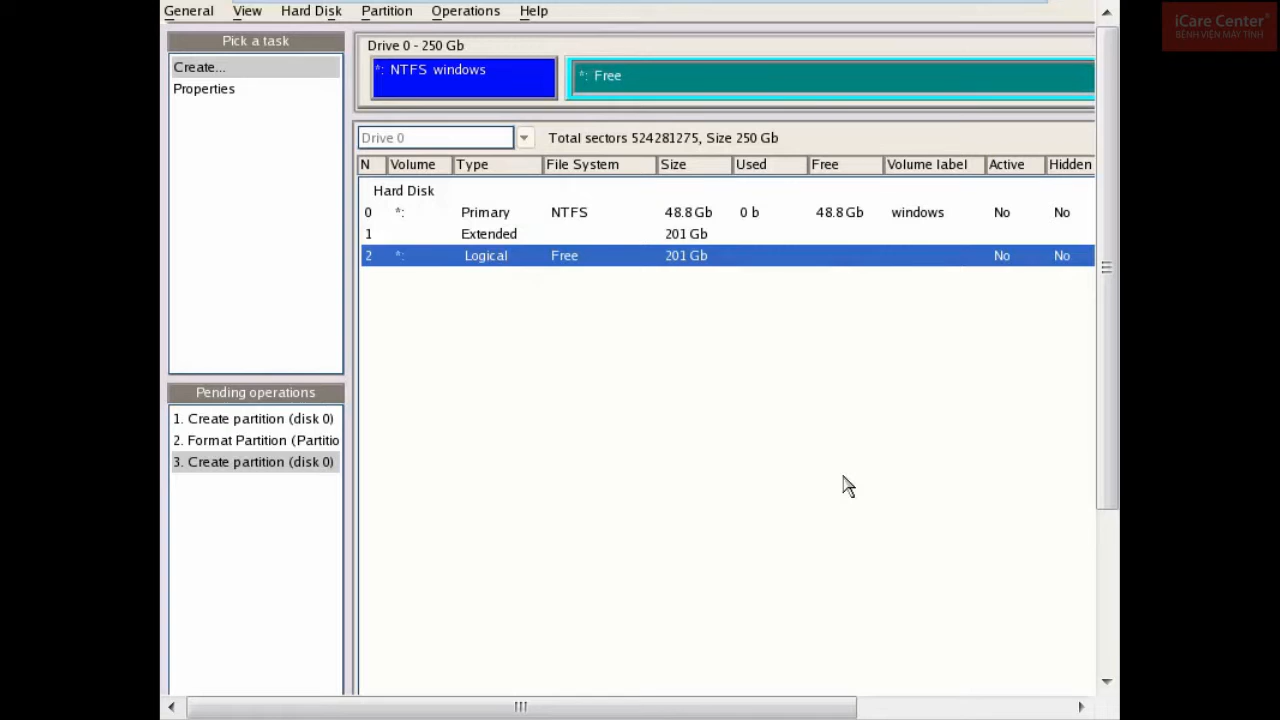 General View Hard Disk Partition Operations Help
iCare Center®
BỆNH VIỆN MÁY TÍNH
Pick a task
Create...
Properties
Drive 0 - 250 Gb
*: NTFS windows
*: Free
Drive 0
Total sectors 524281275, Size 250 Gb
N Volume Type File System Size Used Free Volume label Active Hidden
Hard Disk
0 *: Primary NTFS 48.8 Gb 0 b 48.8 Gb windows No No
1 Extended 201 Gb
2 *: Logical Free 201 Gb No No
Pending operations
1. Create partition (disk 0)
2. Format Partition (Partitio
3. Create partition (disk 0)